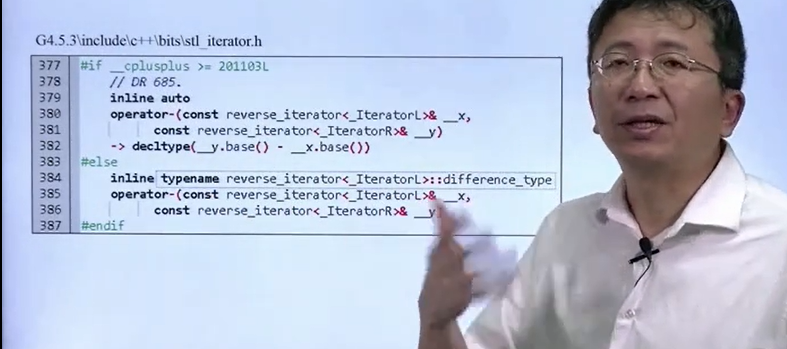 G4.5.3\include\c++\bits\stl_iterator.h
377 #if __cplusplus >= 201103L
378 // DR 685.
379 inline auto
380 operator-(const reverse_iterator<_IteratorL>& __x,
381 const reverse_iterator<_IteratorR>& __y)
382 -> decltype(__y.base() - __x.base())
383 #else
384 inline typename reverse_iterator<_IteratorL>::difference_type
385 operator-(const reverse_iterator<_IteratorL>& __x,
386 const reverse_iterator<_IteratorR>& __y)
387 #endif